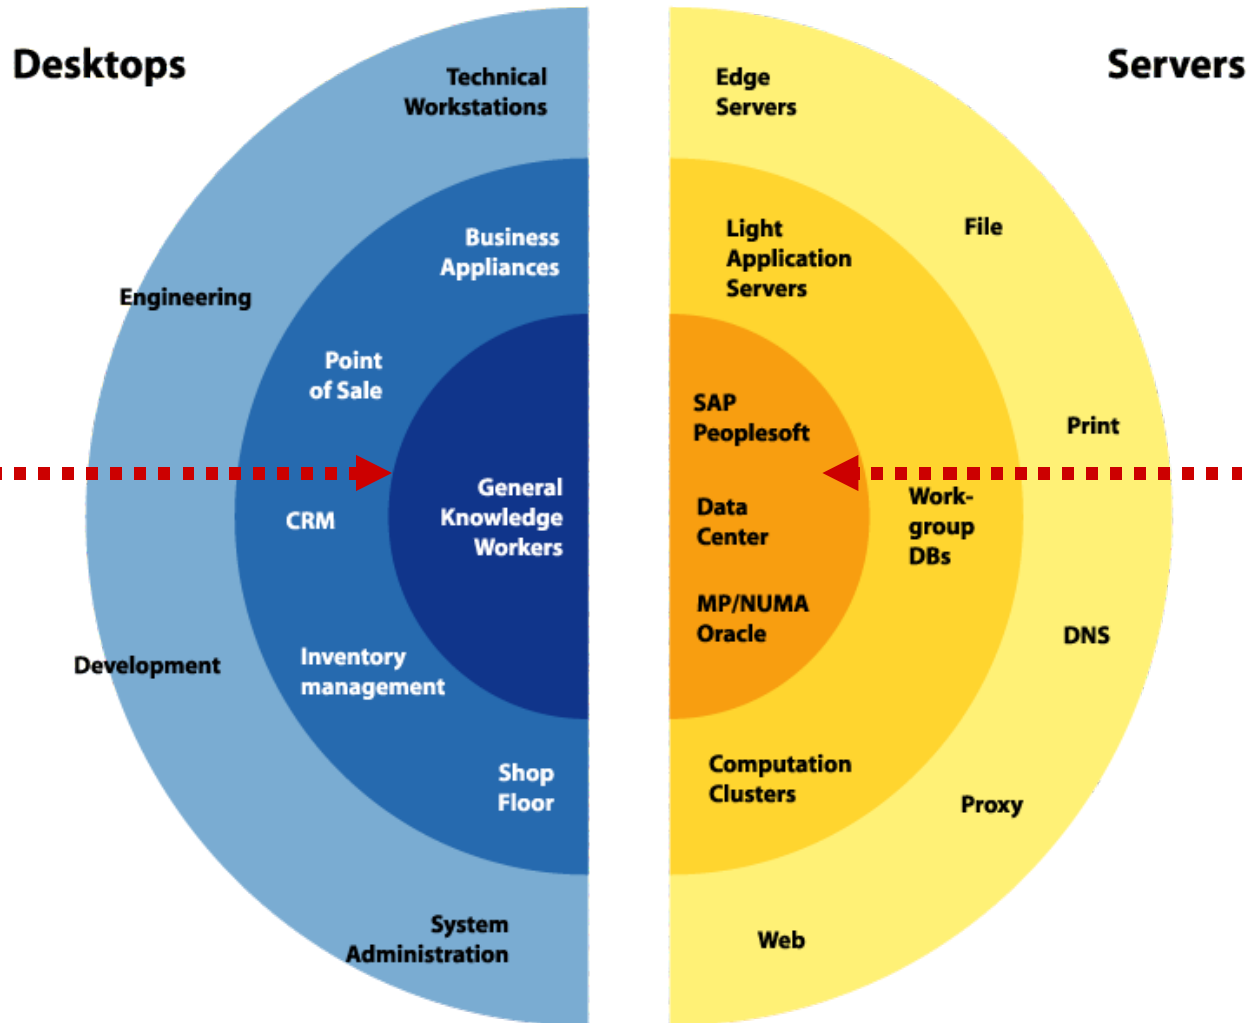 Desktops
Technical
Workstations
Business
Appliances
Engineering
Point
of Sale
General
Knowledge
Workers
CRM
Inventory
management
Development
Shop
Floor
System
Administration
Servers
Edge
Servers
File
Light
Application
Servers
SAP
Peoplesoft
Print
Data
Center
Work-
group
DBs
MP/NUMA
Oracle
DNS
Computation
Clusters
Proxy
Web